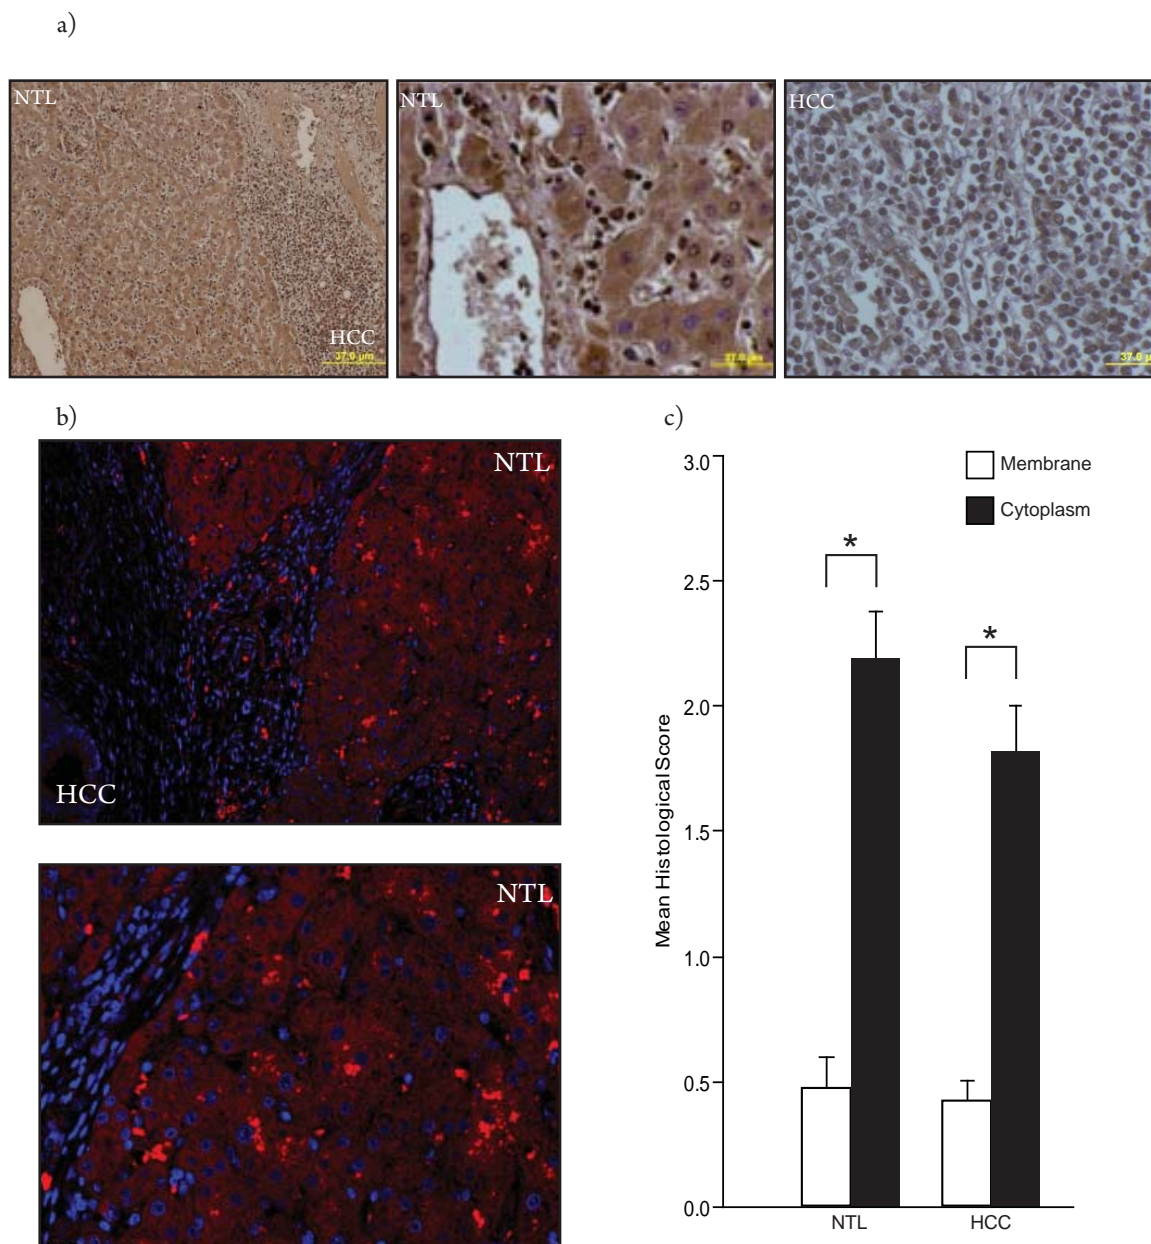 a)
NTL
HCC
37.0 µm
NTL
HCC
37.0 µ
b)
NTL
HCC
NTL
c)
3.0
2.5
2.0
1.5
1.0
0.5
0.0
Mean Histological Score
Membrane
Cytoplasm
*
*
NTL
HCC